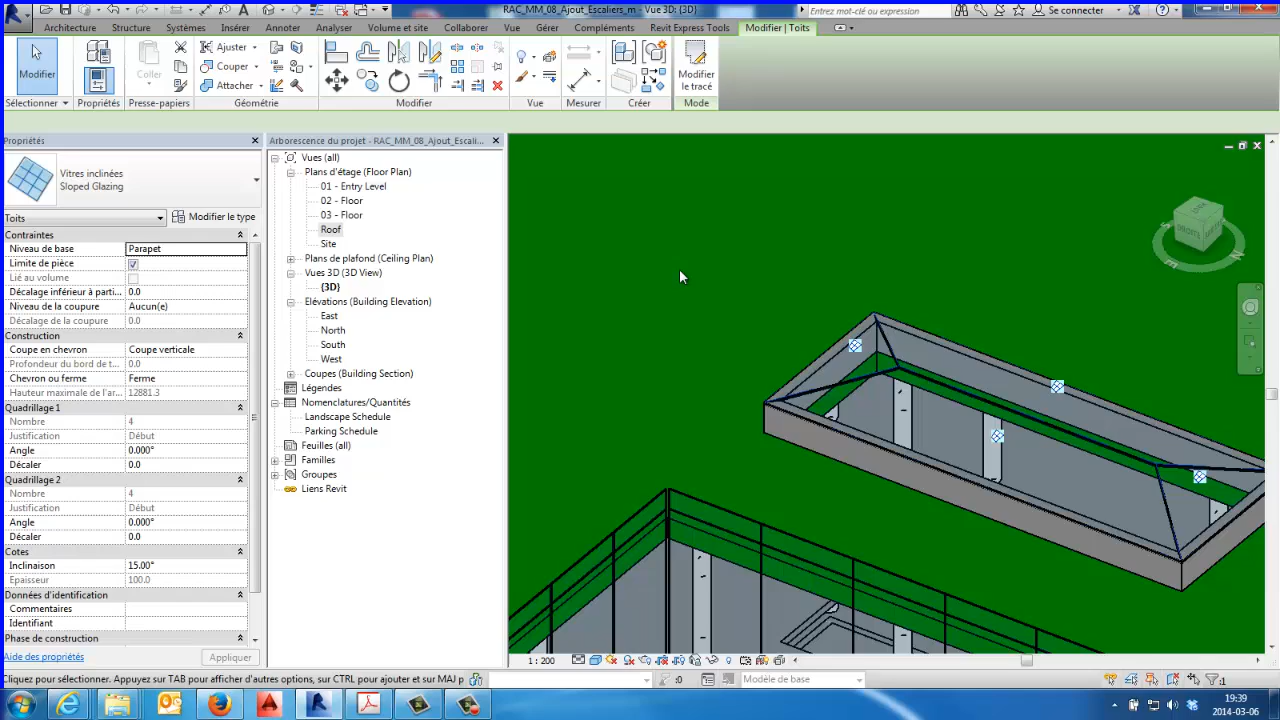 RAC_MM_08_Ajout_Escaliers_m - Vue 3D: {3D}
Entrez mot-clé ou expression
Se connecter
Architecture Structure Systèmes Insérer Annoter Analyser Volume et site Collaborer Vue Gérer Compléments Revit Express Tools Modifier | Toits
Modifier
Coller
Ajouter
Couper
Attacher
Modifier
le tracé
Sélectionner Propriétés Presse-papiers Géométrie Modifier Vue Mesurer Créer Mode
Propriétés
Vitres inclinées
Sloped Glazing
Toits Modifier le type
Contraintes
Niveau de base Parapet
Limite de pièce
Lié au volume
Décalage inférieur à parti... 0.0
Niveau de la coupure Aucun(e)
Décalage de la coupure 0.0
Construction
Coupe en chevron Coupe verticale
Profondeur du bord de t... 0.0
Chevron ou ferme Ferme
Hauteur maximale de l'ar... 12881.3
Quadrillage 1
Nombre 4
Justification Début
Angle 0.000°
Décaler 0.0
Quadrillage 2
Nombre 4
Justification Début
Angle 0.000°
Décaler 0.0
Cotes
Inclinaison 15.00°
Epaisseur 100.0
Données d'identification
Commentaires
Identifiant
Phase de construction
Aide des propriétés Appliquer
Arborescence du projet - RAC_MM_08_Ajout_Escali...
Vues (all)
Plans d'étage (Floor Plan)
01 - Entry Level
02 - Floor
03 - Floor
Roof
Site
Plans de plafond (Ceiling Plan)
Vues 3D (3D View)
{3D}
Elévations (Building Elevation)
East
North
South
West
Coupes (Building Section)
Légendes
Nomenclatures/Quantités
Landscape Schedule
Parking Schedule
Feuilles (all)
Familles
Groupes
Liens Revit
1 : 200
Cliquez pour sélectionner. Appuyez sur TAB pour afficher d'autres options, sur CTRL pour ajouter et sur MAJ p
:0
Modèle de base
:1
19:39
2014-03-06